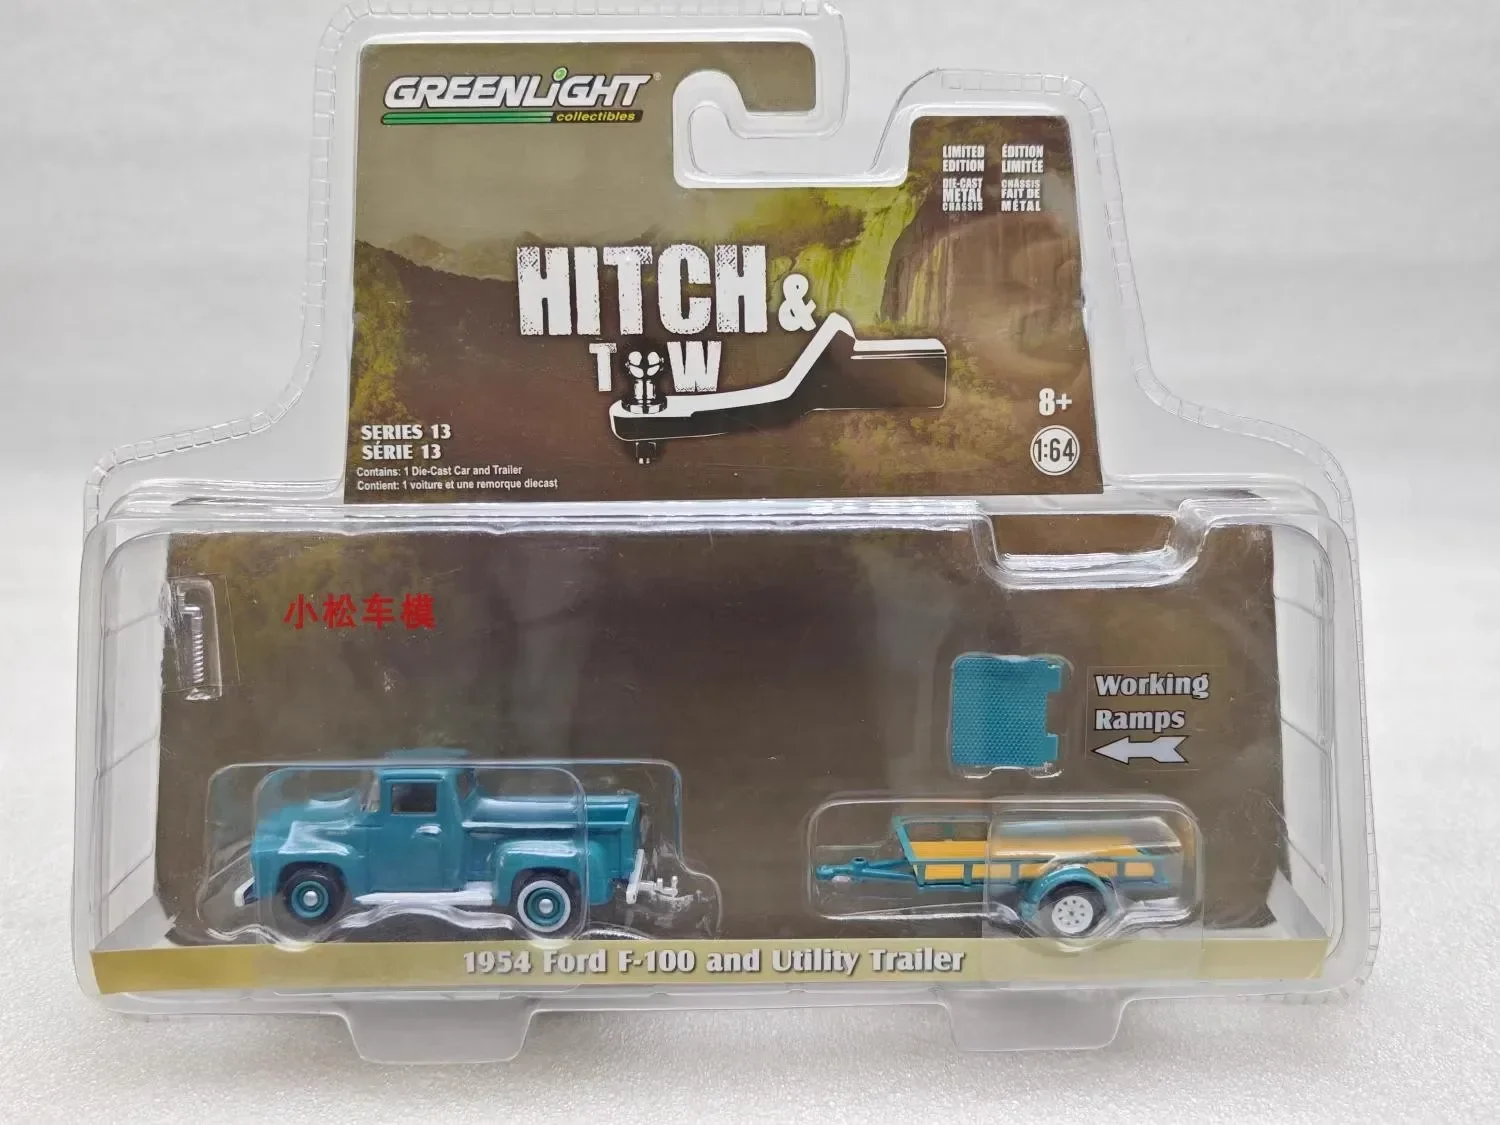 GREENLiGHT
collectibles
LIMITED EDITION
ÉDITION LIMITÉE
DIE-CAST METAL CHASSIS
CHÂSSIS FAIT DE MÉTAL
HITCH &
TOW
8+
1:64
SERIES 13
SÉRIE 13
Contains: 1 Die-Cast Car and Trailer
Contient: 1 voiture et une remorque diecast
小松车模
Working
Ramps
1954 Ford F-100 and Utility Trailer